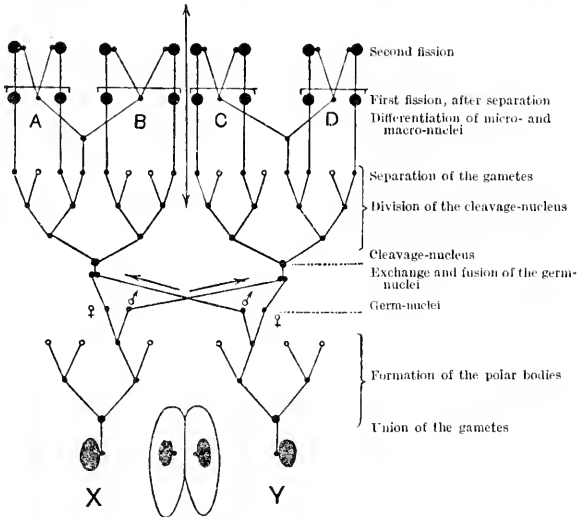 Second fission
First fission, after separation
A B C D
Differentiation of micro- and
macro-nuclei
Separation of the gametes
Division of the cleavage-nucleus
Cleavage-nucleus
Exchange and fusion of the germ-
nuclei
♂ ♂
Germ-nuclei
♀ ♀
Formation of the polar bodies
Union of the gametes
X Y